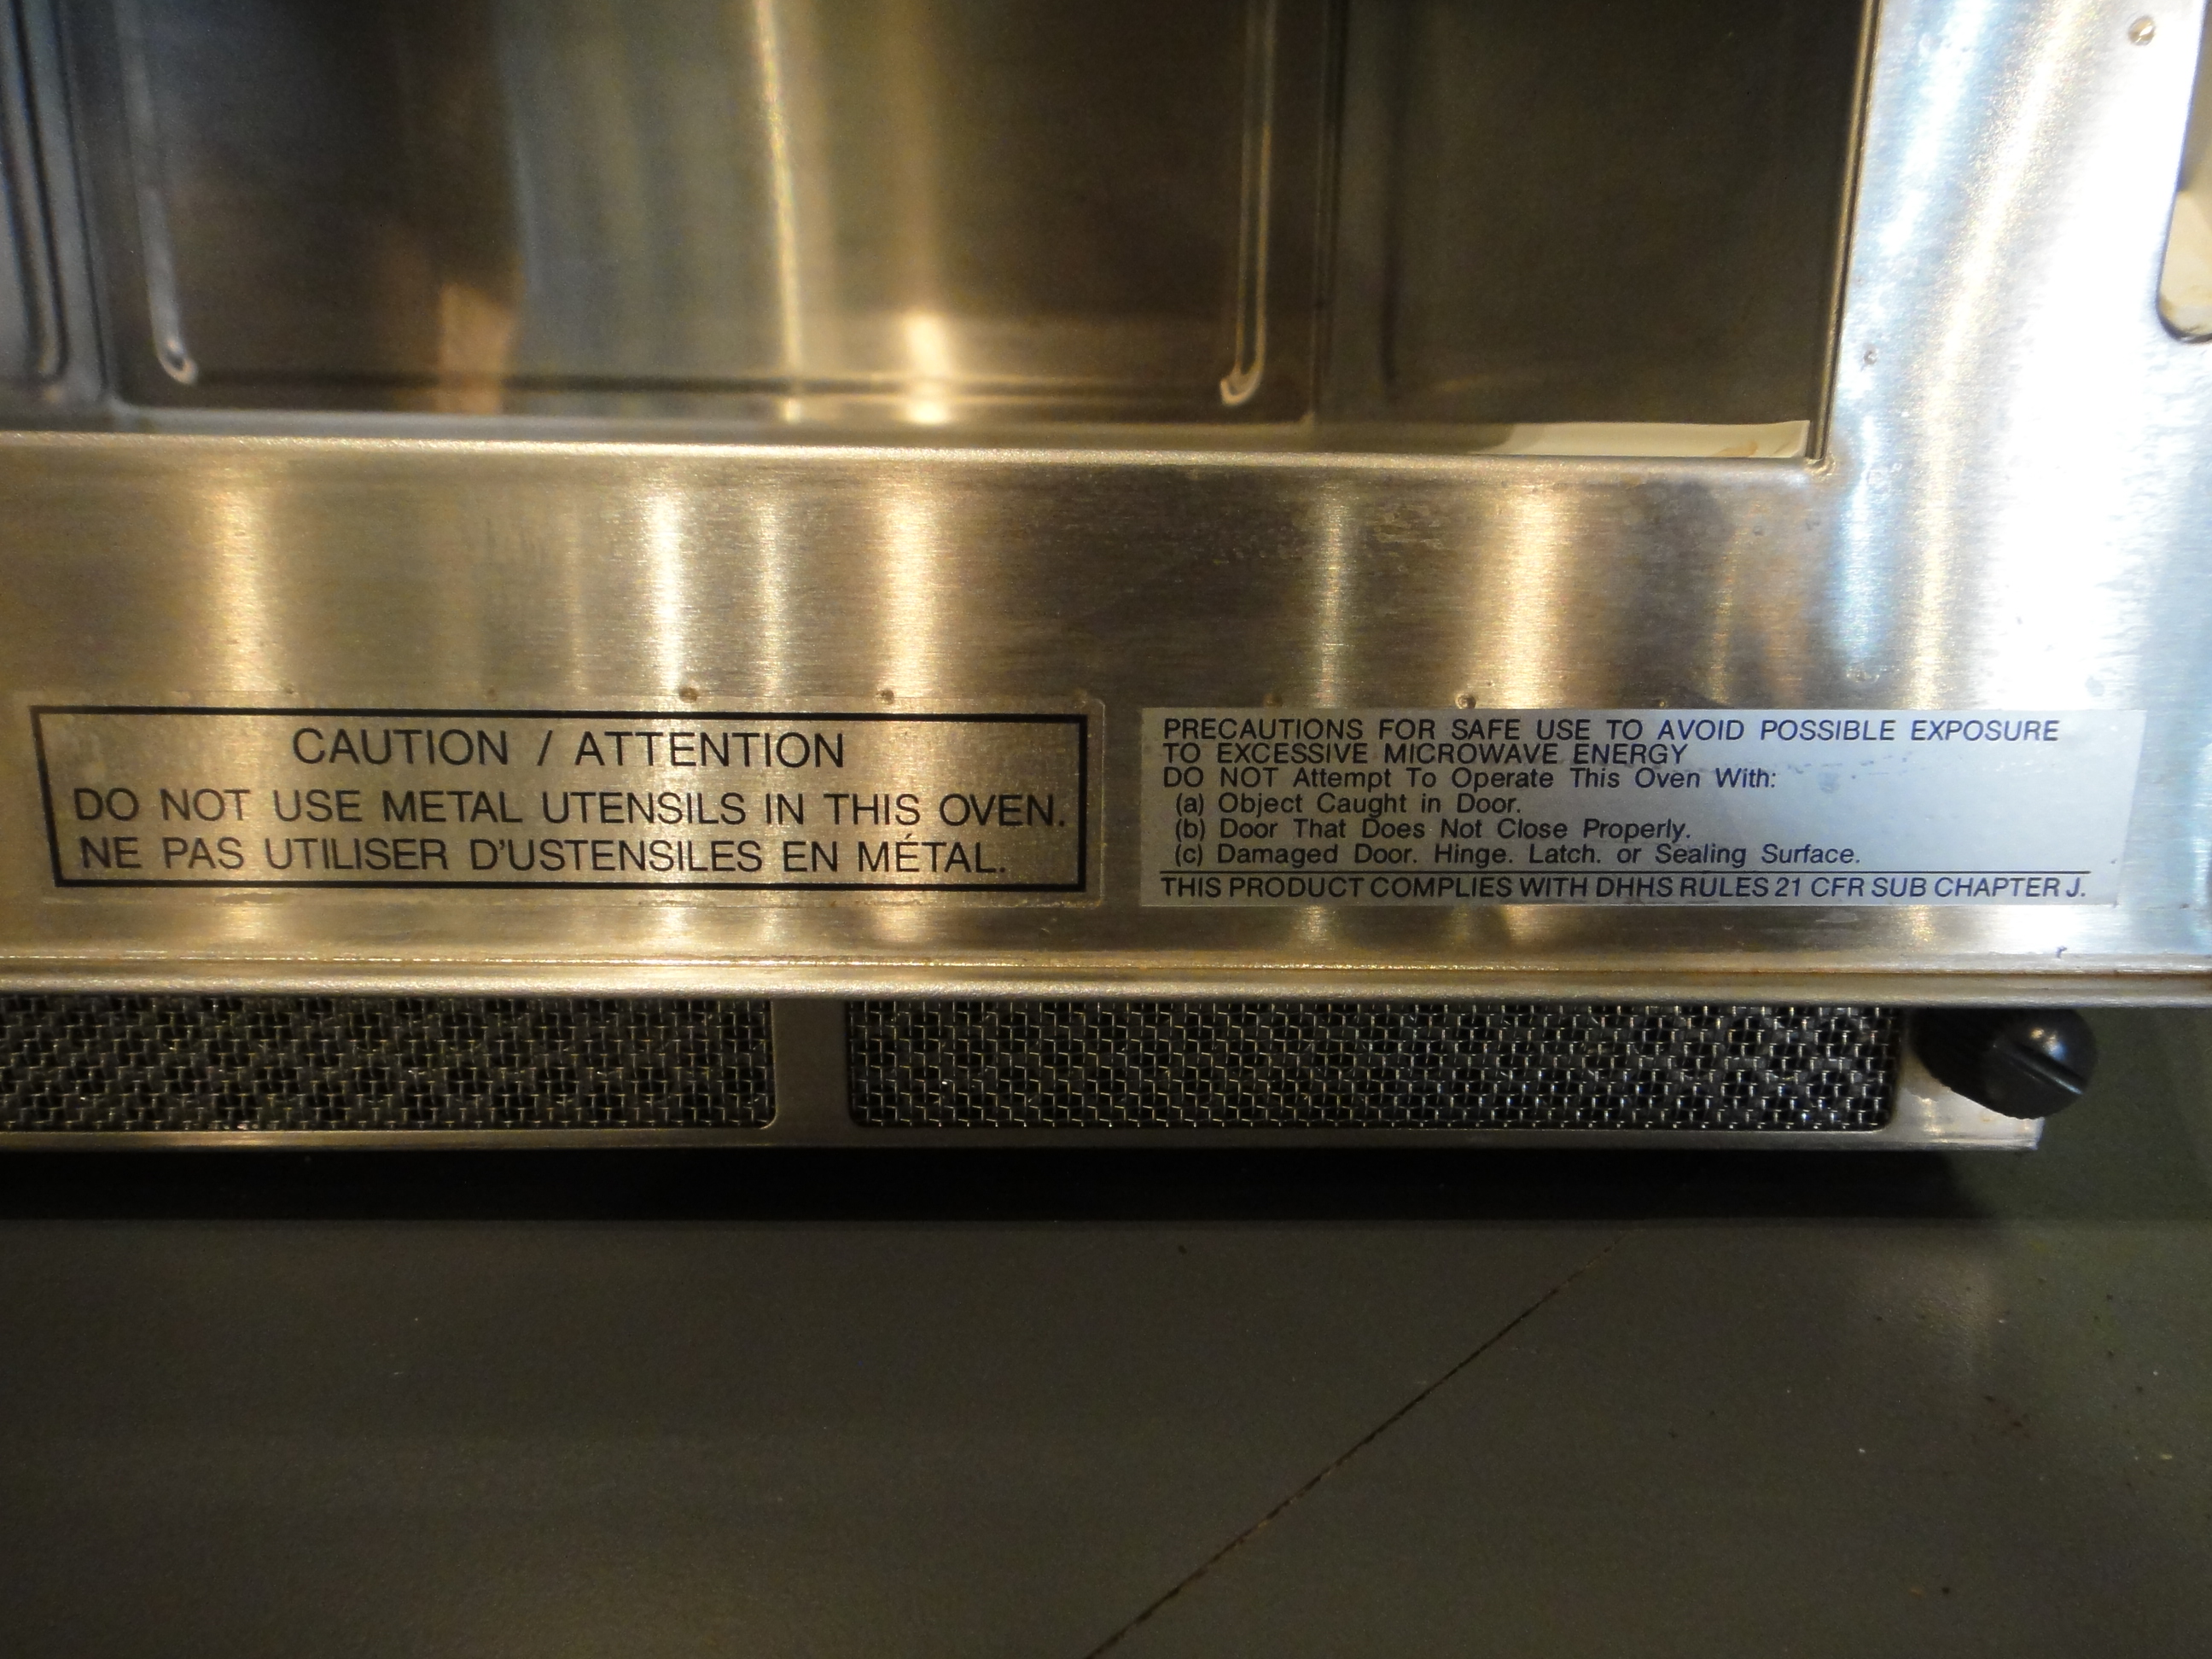 CAUTION / ATTENTION
DO NOT USE METAL UTENSILS IN THIS OVEN.
NE PAS UTILISER D'USTENSILES EN MÉTAL.
PRECAUTIONS FOR SAFE USE TO AVOID POSSIBLE EXPOSURE
TO EXCESSIVE MICROWAVE ENERGY
DO NOT Attempt To Operate This Oven With:
(a) Object Caught in Door.
(b) Door That Does Not Close Properly.
(c) Damaged Door. Hinge. Latch. or Sealing Surface.
THIS PRODUCT COMPLIES WITH DHHS RULES 21 CFR SUB CHAPTER J.